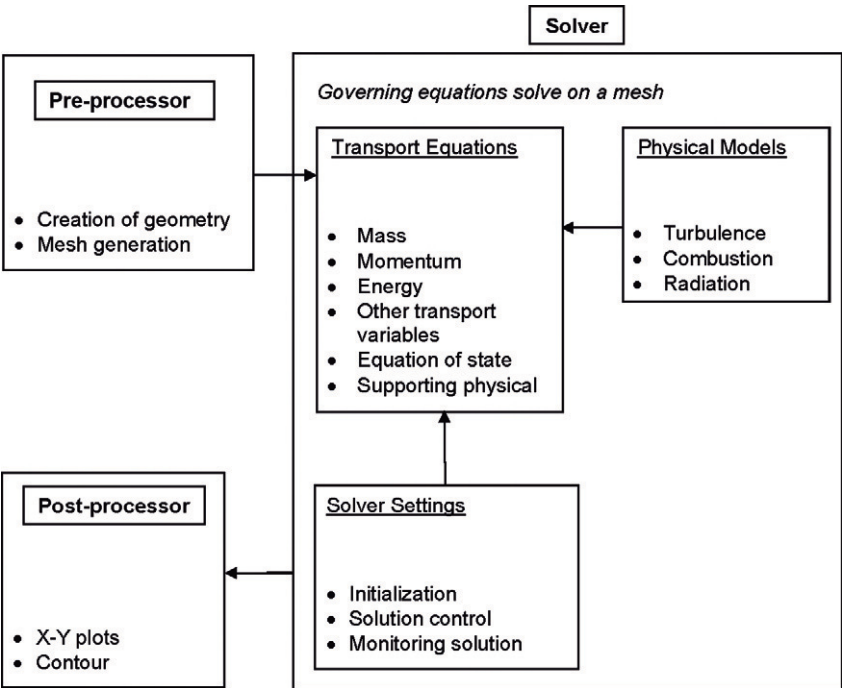 Solver
Pre-processor
• Creation of geometry
• Mesh generation
Governing equations solve on a mesh
Transport Equations
• Mass
• Momentum
• Energy
• Other transport
variables
• Equation of state
• Supporting physical
Physical Models
• Turbulence
• Combustion
• Radiation
Solver Settings
• Initialization
• Solution control
• Monitoring solution
Post-processor
• X-Y plots
• Contour